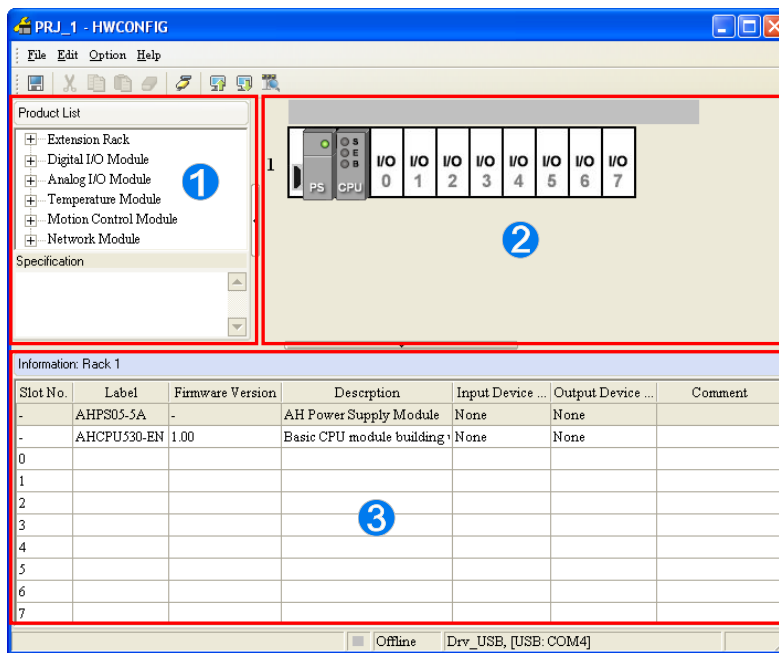 PRJ_1 - HWCONFIG
File Edit Option Help
Product List
Extension Rack
Digital I/O Module
Analog I/O Module
Temperature Module
Motion Control Module
Network Module
Specification
1
2
1
PS
CPU
S
E
B
I/O 0
I/O 1
I/O 2
I/O 3
I/O 4
I/O 5
I/O 6
I/O 7
Information: Rack 1
Slot No. Label Firmware Version Descrption Input Device ... Output Device ... Comment
- AHPS05-5A - AH Power Supply Module None None
- AHCPU530-EN 1.00 Basic CPU module building None None
0
1
2
3
4
5
6
7
3
Offline Drv_USB, [USB: COM4]